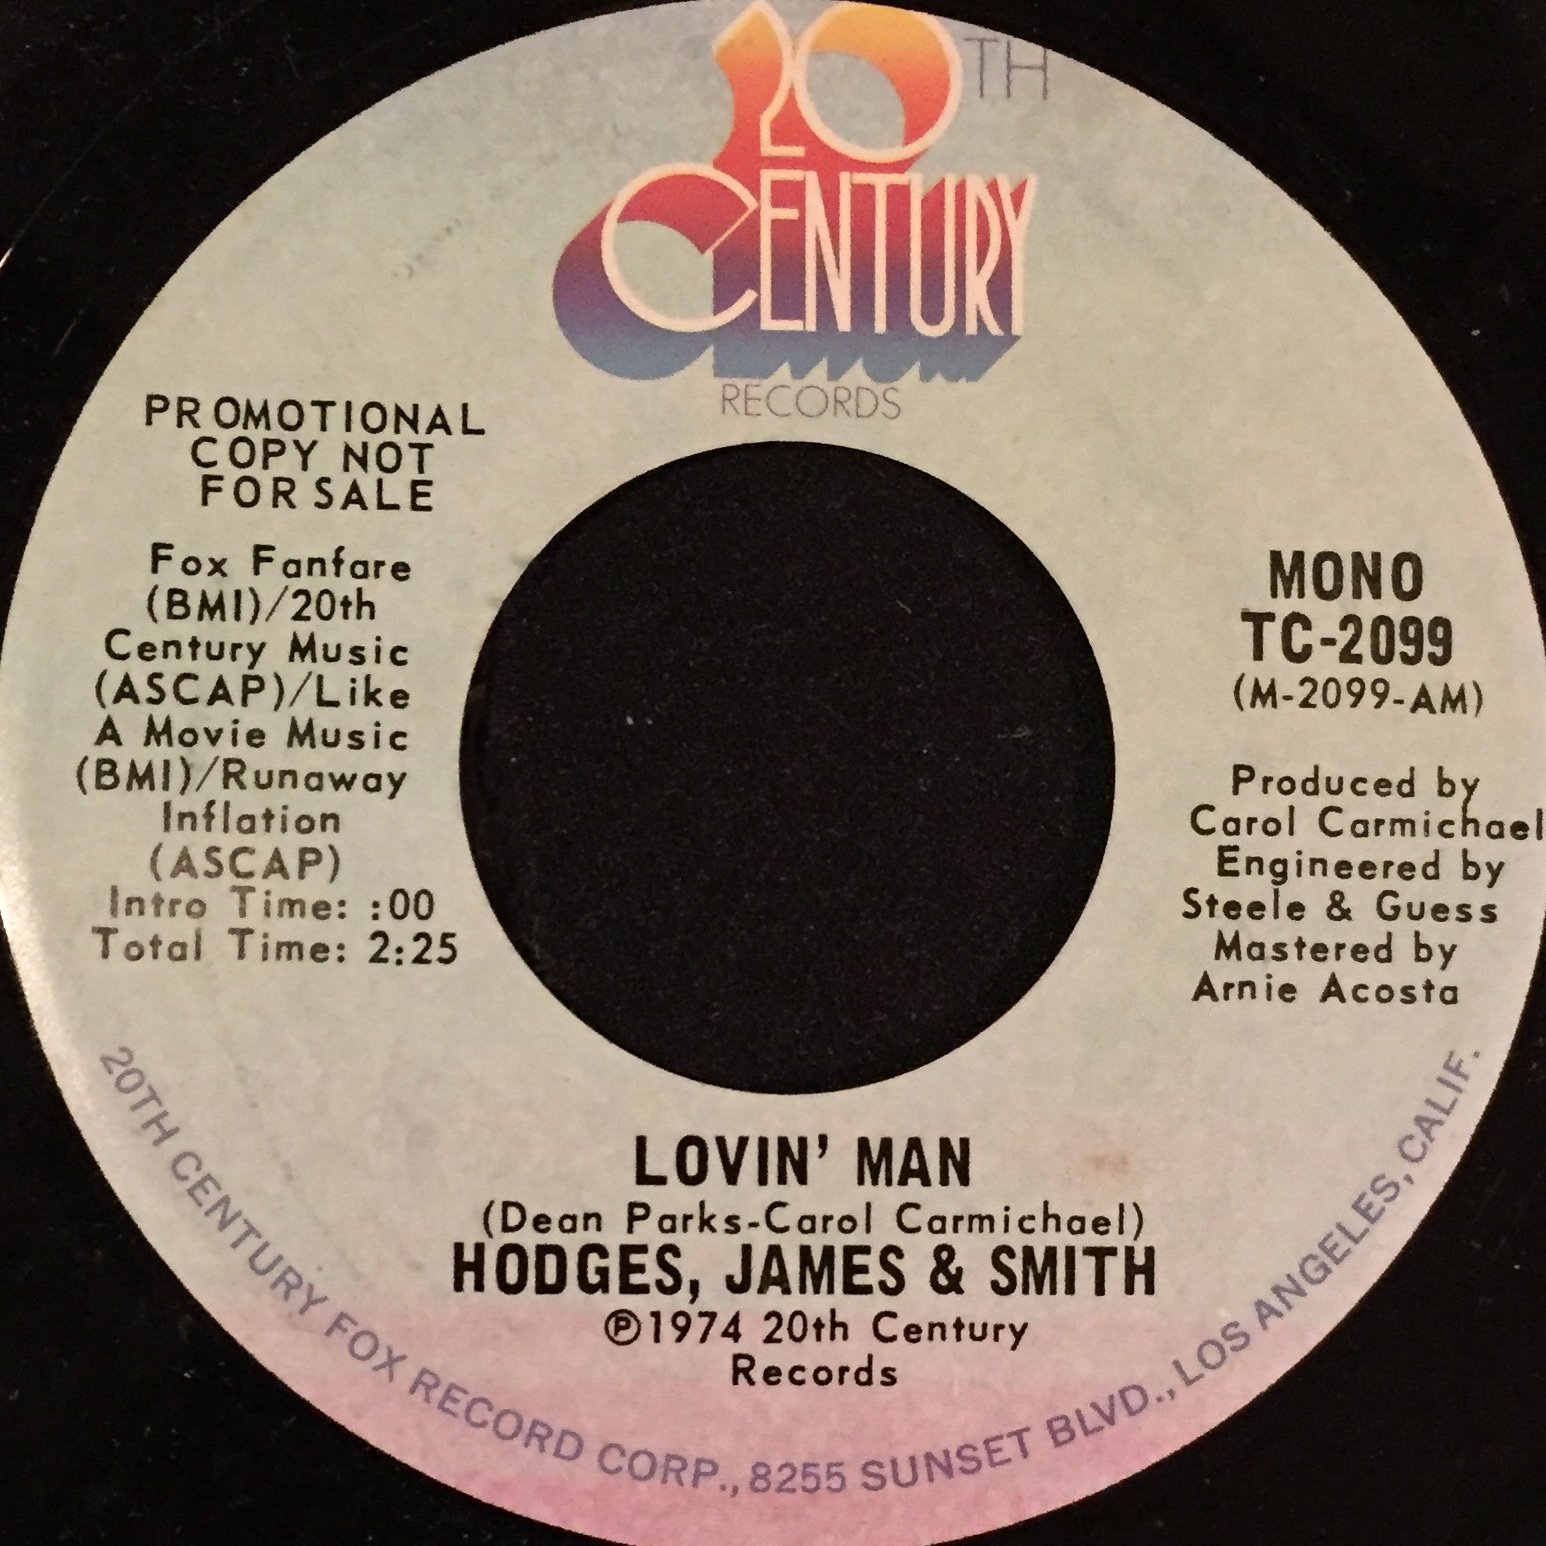 20TH
CENTURY
RECORDS
PROMOTIONAL
COPY NOT
FOR SALE
Fox Fanfare
(BMI)/20th
Century Music
(ASCAP)/Like
A Movie Music
(BMI)/Runaway
Inflation
(ASCAP)
Intro Time: :00
Total Time: 2:25
MONO
TC-2099
(M-2099-AM)
Produced by
Carol Carmichael
Engineered by
Steele & Guess
Mastered by
Arnie Acosta
LOVIN' MAN
(Dean Parks-Carol Carmichael)
HODGES, JAMES & SMITH
℗1974 20th Century
Records
20TH CENTURY FOX RECORD CORP., 8255 SUNSET BLVD., LOS ANGELES, CALIF.